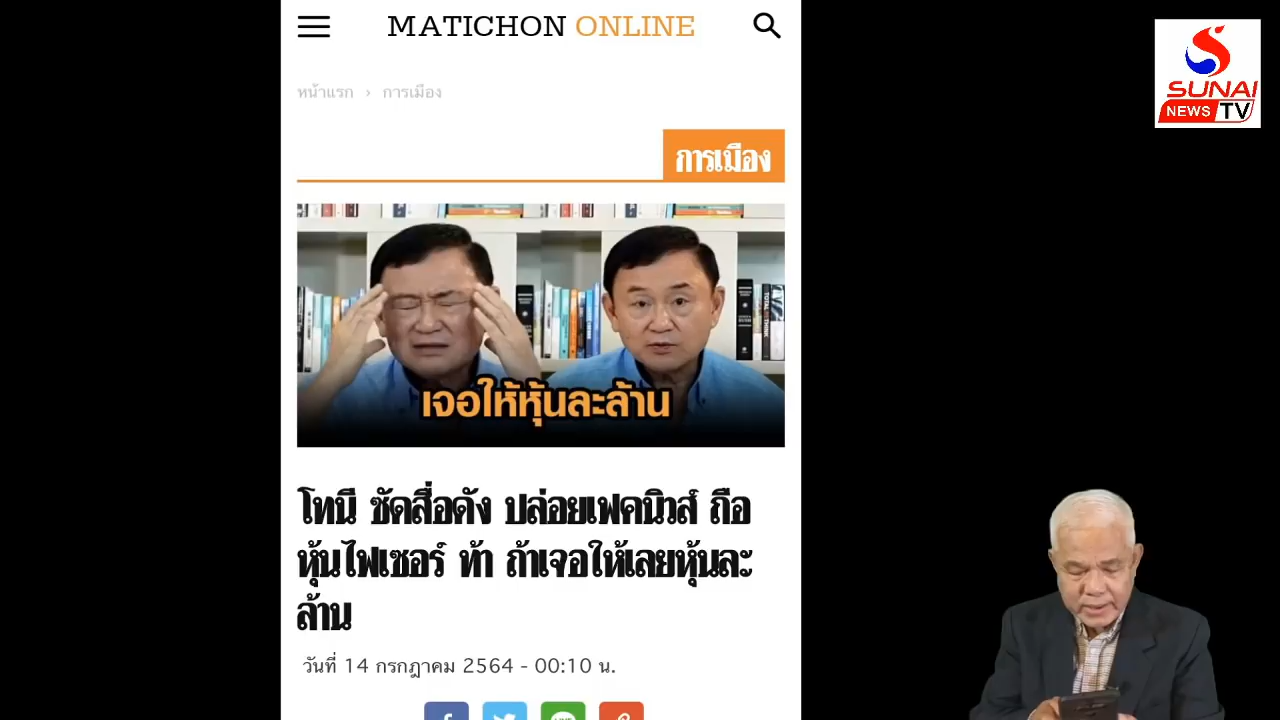 MATICHON ONLINE
SUNAI
NEWS TV
หน้าแรก › การเมือง
การเมือง
เจอให้หุ้นละล้าน
โทนี ซัดสื่อดัง ปล่อยเฟคนิวส์ ถือ
หุ้นไฟเซอร์ ท้า ถ้าเจอให้เลยหุ้นละ
ล้าน
วันที่ 14 กรกฎาคม 2564 - 00:10 น.